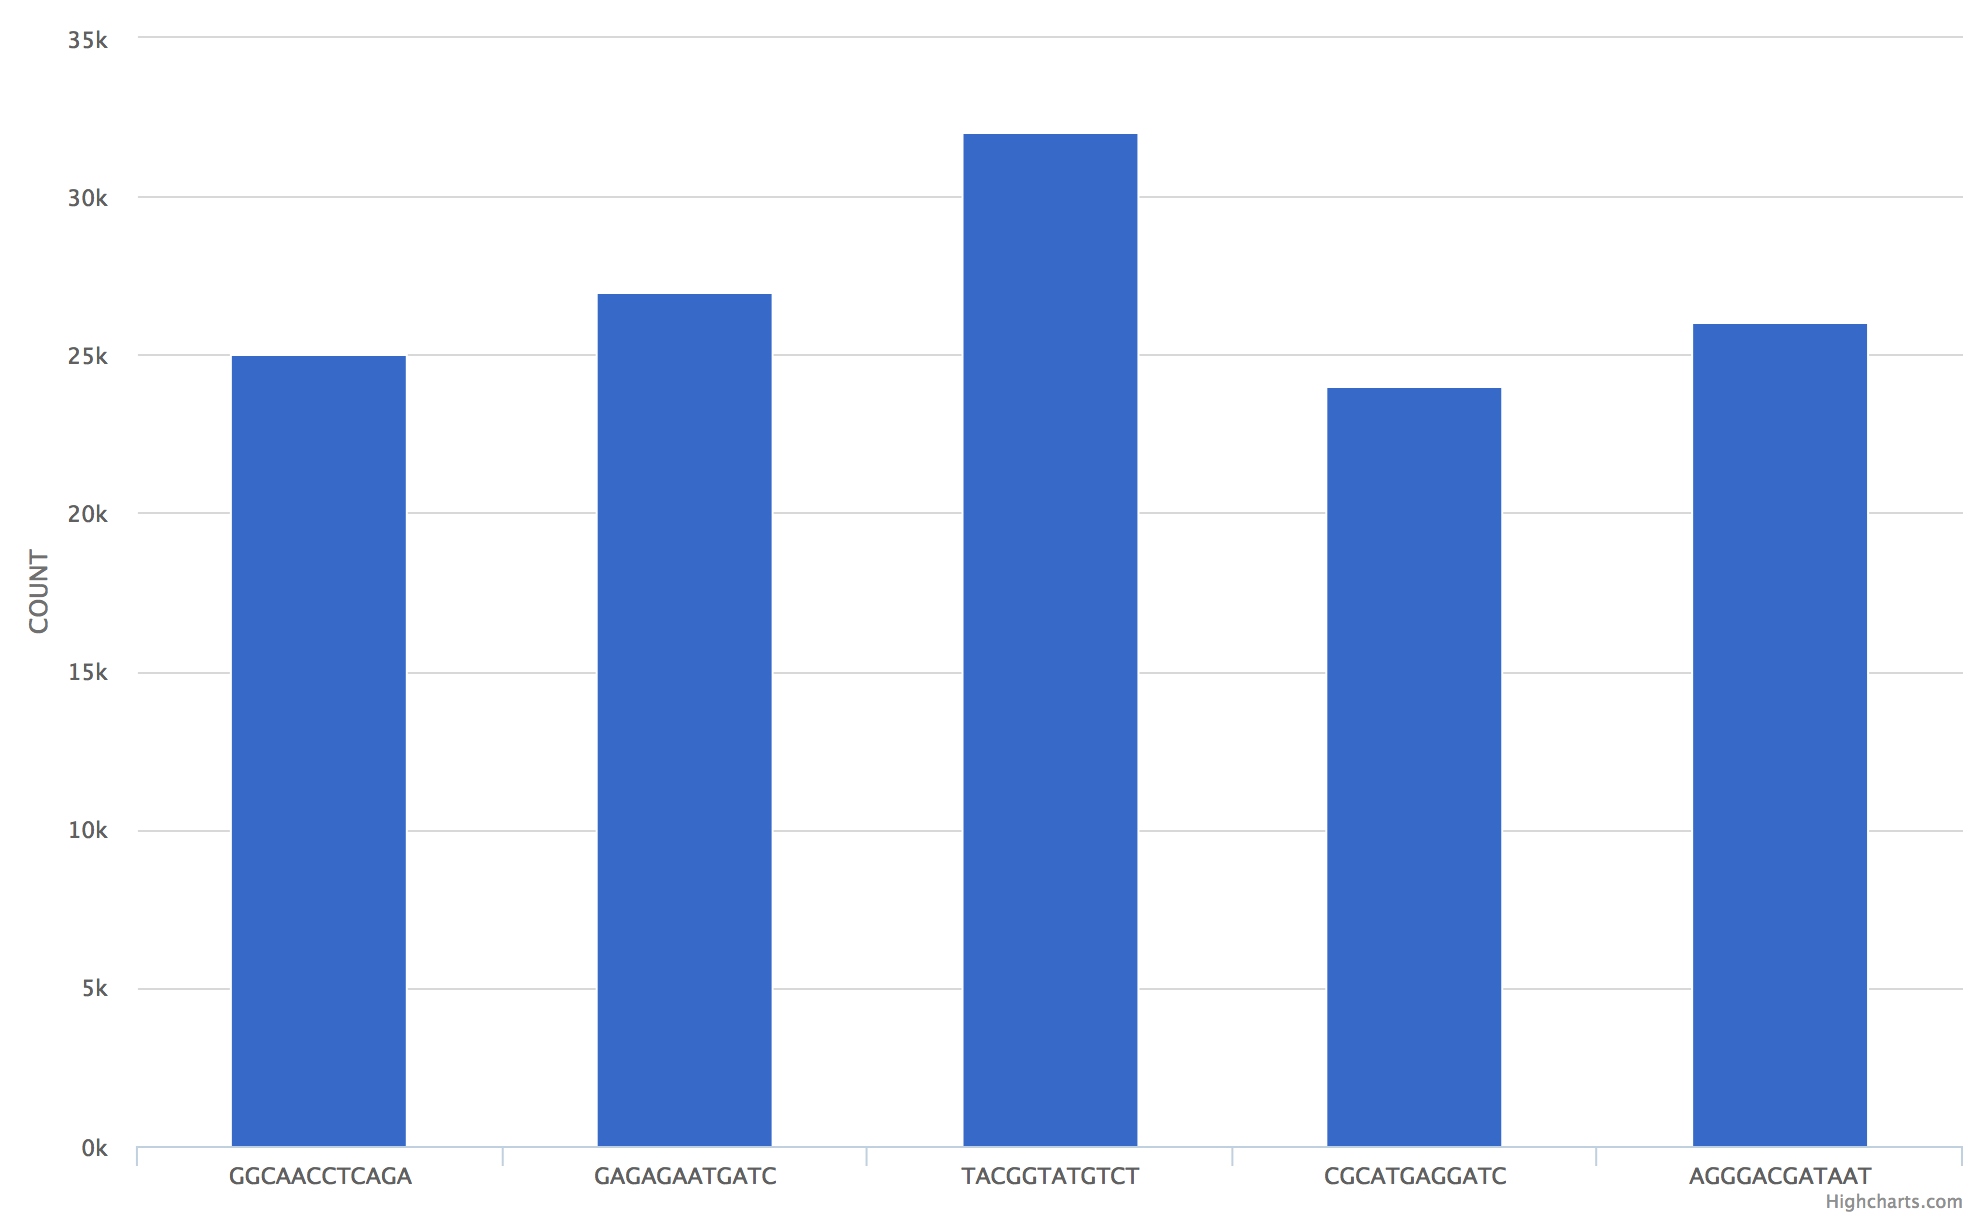 35k
30k
25k
20k
15k
10k
5k
0k
COUNT
GGCAACCTCAGA
GAGAGAATGATC
TACGGTATGTCT
CGCATGAGGATC
AGGGACGATAAT
Highcharts.com